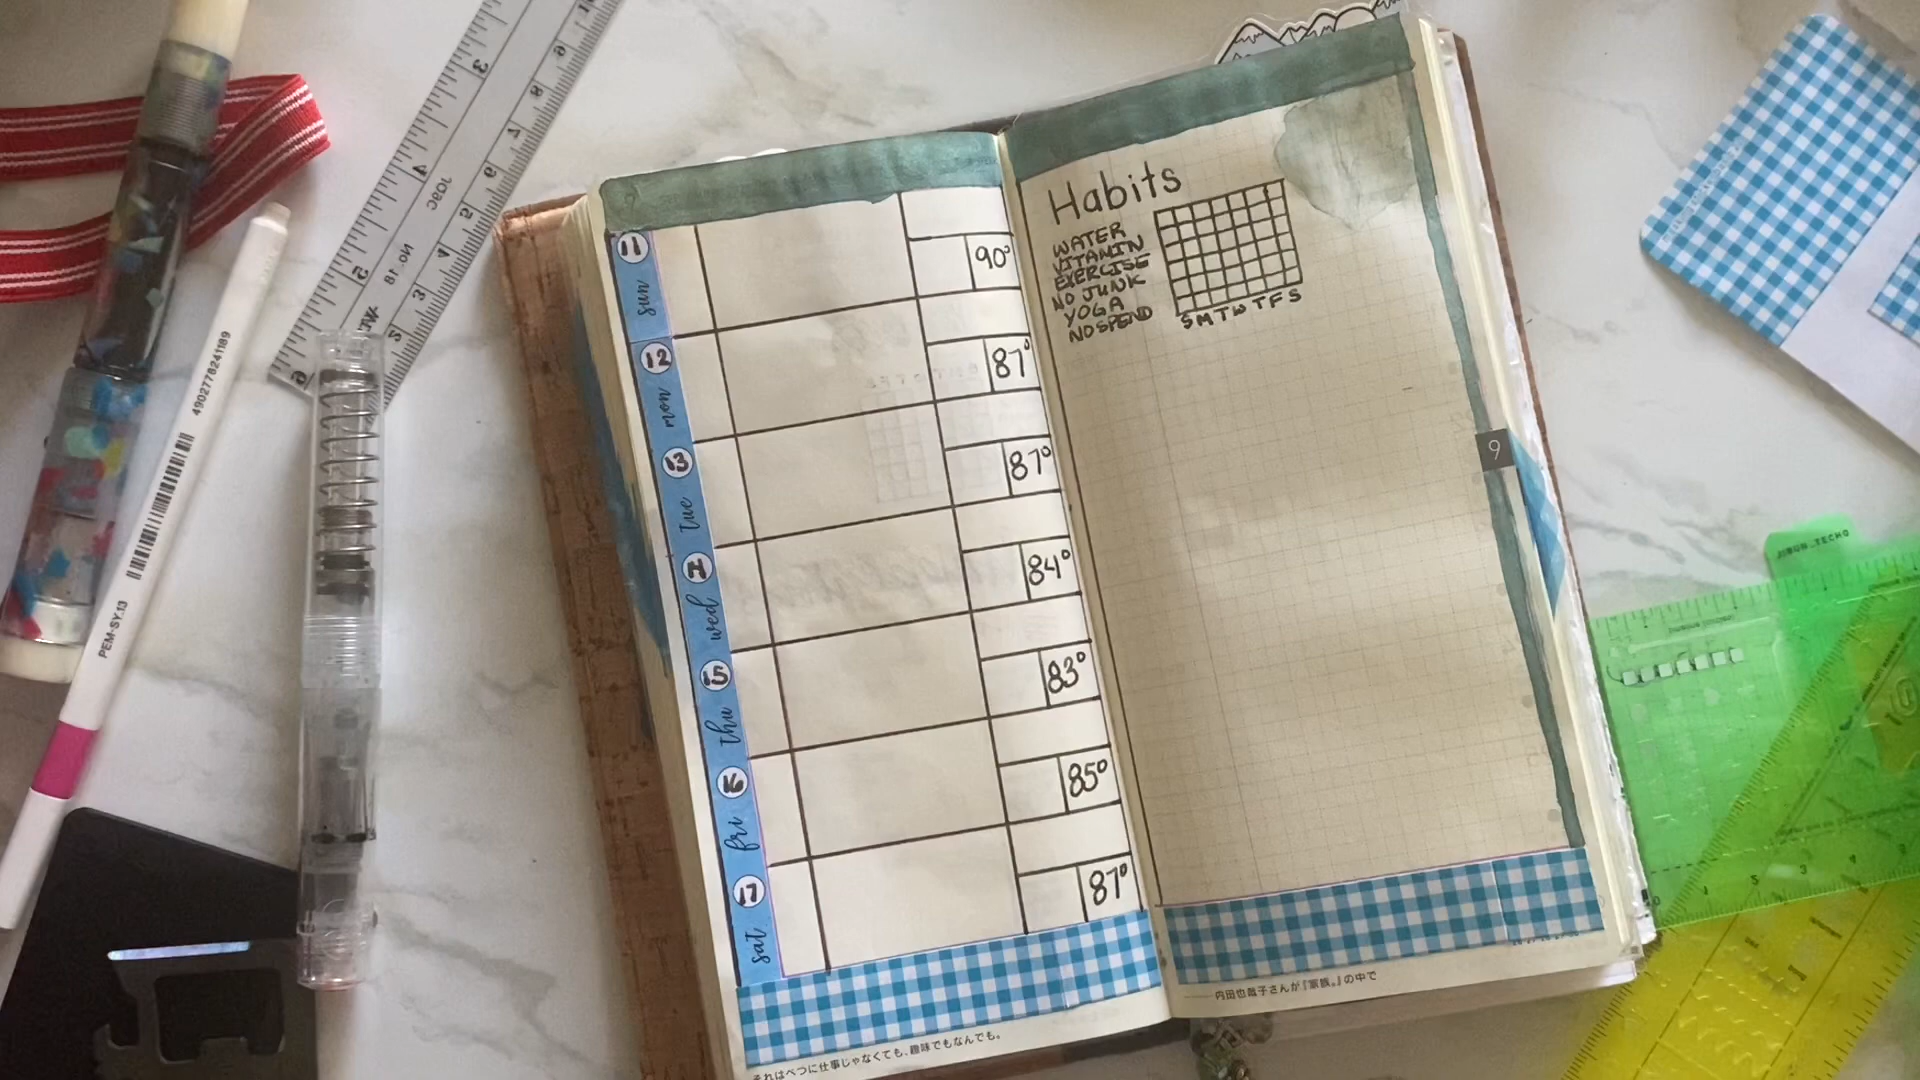 11
sun
90°
12
mon
87°
13
tue
87°
14
wed
84°
15
thu
83°
16
fri
85°
17
sat
87°
それはべつに仕事じゃなくても、趣味でもなんでも。
Habits
WATER
VITAMIN
EXERCISE
NO JUNK
YOGA
NO SPEND
S M T W T F S
9
内田也哉子さんが『家族。』の中で
4902778241189
PEM-SY.13
No.18
JIBUN_TECHO